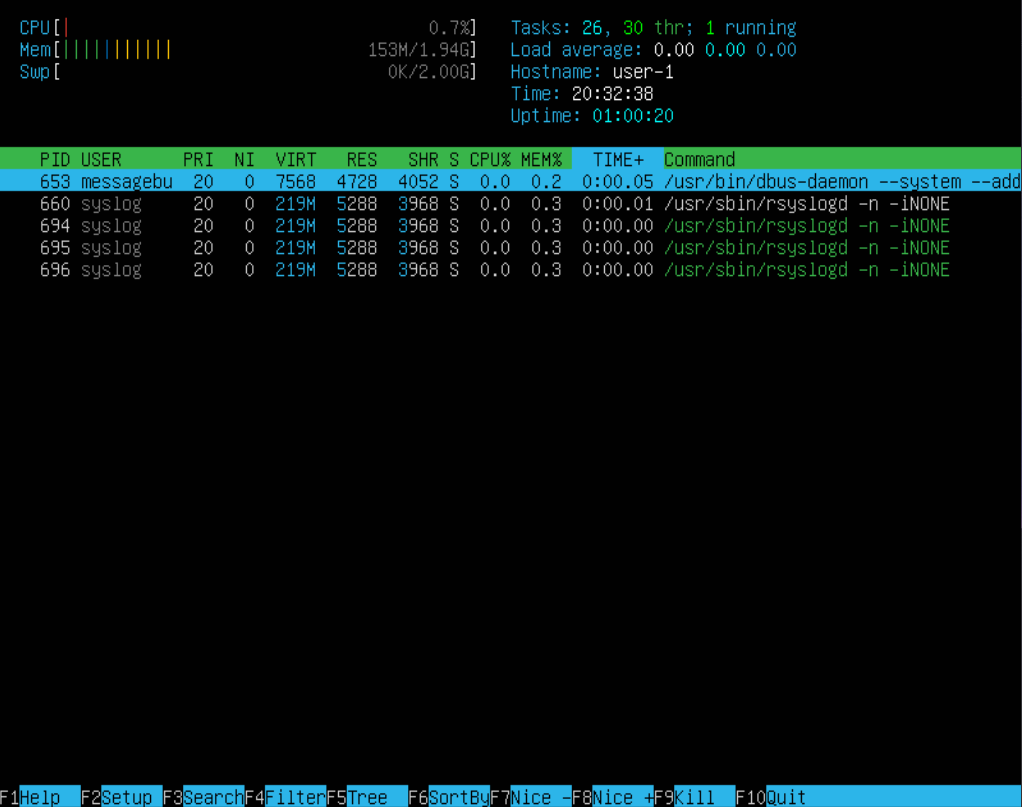 CPU[| 0.7%] Tasks: 26, 30 thr; 1 running
Mem[||||||||||| 153M/1.94G] Load average: 0.00 0.00 0.00
Swp[ 0K/2.00G] Hostname: user-1
Time: 20:32:38
Uptime: 01:00:20
PID USER PRI NI VIRT RES SHR S CPU% MEM% TIME+ Command
653 messagebu 20 0 7568 4728 4052 S 0.0 0.2 0:00.05 /usr/bin/dbus-daemon --system --add
660 syslog 20 0 219M 5288 3968 S 0.0 0.3 0:00.01 /usr/sbin/rsyslogd -n -iNONE
694 syslog 20 0 219M 5288 3968 S 0.0 0.3 0:00.00 /usr/sbin/rsyslogd -n -iNONE
695 syslog 20 0 219M 5288 3968 S 0.0 0.3 0:00.00 /usr/sbin/rsyslogd -n -iNONE
696 syslog 20 0 219M 5288 3968 S 0.0 0.3 0:00.00 /usr/sbin/rsyslogd -n -iNONE
F1Help F2Setup F3SearchF4FilterF5Tree F6SortByF7Nice -F8Nice +F9Kill F10Quit